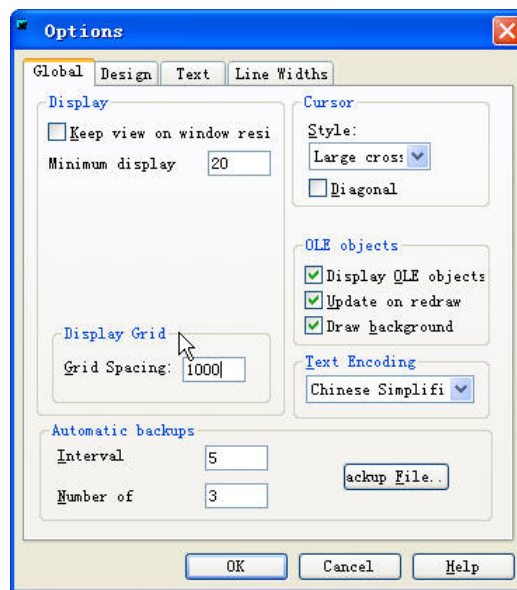 Options
Global Design Text Line Widths
Display
Keep view on window resi
Minimum display 20
Display Grid
Grid Spacing: 1000
Cursor
Style:
Large cros:
Diagonal
OLE objects
Display OLE objects
Update on redraw
Draw background
Text Encoding
Chinese Simplifi
Automatic backups
Interval 5
Number of 3
ackup File..
OK Cancel Help